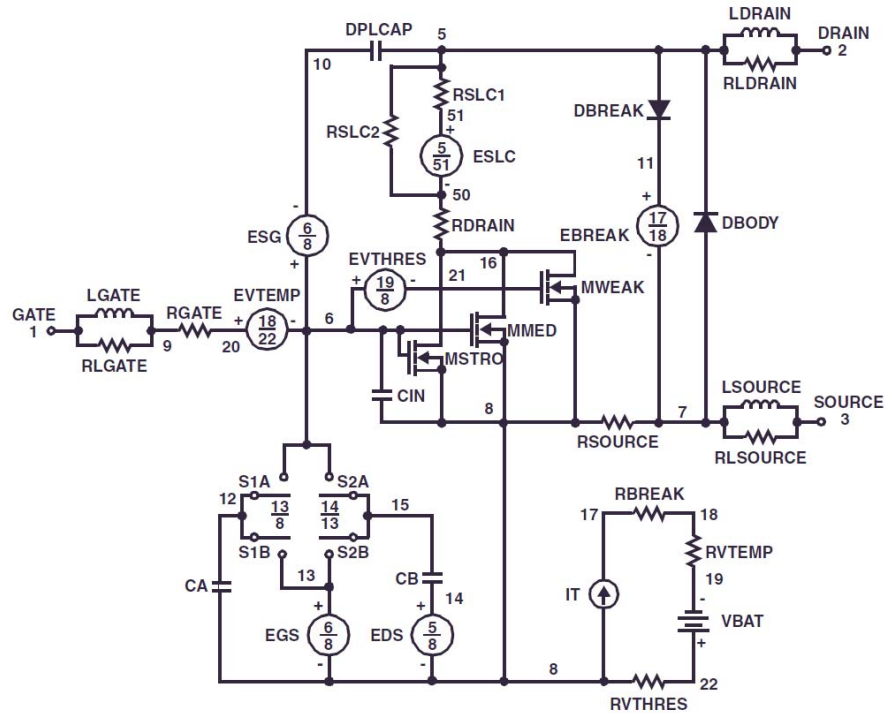 LDRAIN
DPLCAP 5 DRAIN
10 2
RLDRAIN
RSLC1
51
DBREAK
RSLC2
+
5
51
ESLC
11
-
50
-
RDRAIN
+
17
18
EBREAK
DBODY
ESG
6
8
+
EVTHRES
16
-
+
19
8
-
21
MWEAK
LGATE
GATE
1
RGATE
EVTEMP
+
18
22
-
6
MMED
9
20
RLGATE
MSTRO
CIN
8
LSOURCE
7
SOURCE
3
RSOURCE
RLSOURCE
S1A
S2A
12
13
8
14
13
15
RBREAK
17
18
S1B
S2B
RVTEMP
13
CB
CA
19
14
IT
-
+
+
VBAT
EGS
6
8
EDS
5
8
+
-
-
8
22
RVTHRES